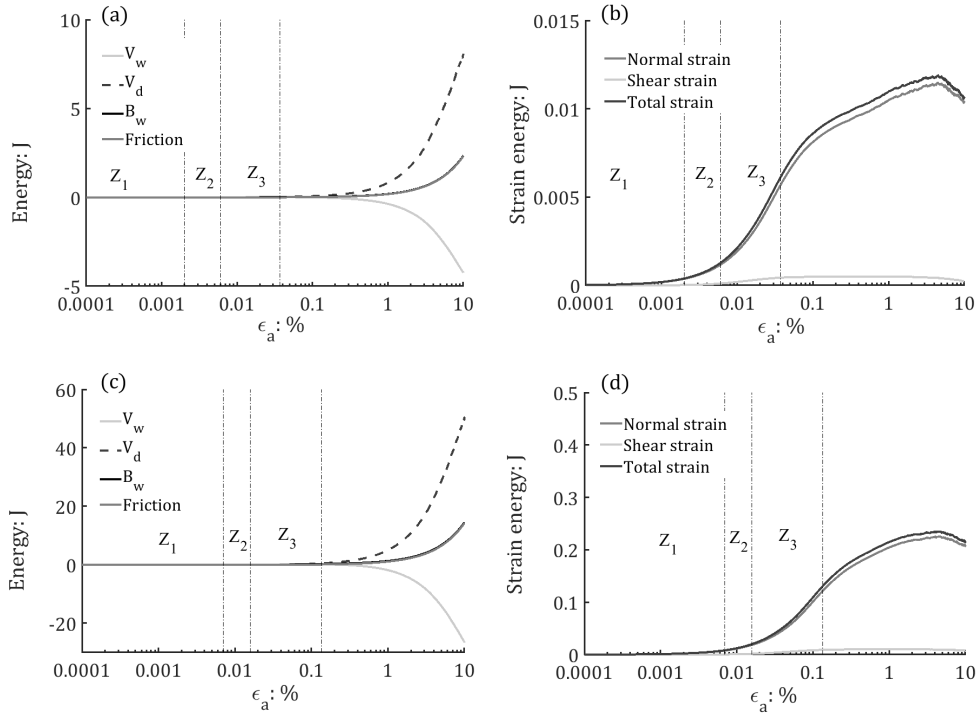 (a)
10
5
0
-5
Energy: J
V_w
V_d
B_w
Friction
Z_1
Z_2
Z_3
0.0001 0.001 0.01 0.1 1 10
ϵ_a: %
(b)
0.015
0.01
0.005
0
Strain energy: J
Normal strain
Shear strain
Total strain
Z_1
Z_2
Z_3
0.0001 0.001 0.01 0.1 1 10
ϵ_a: %
(c)
60
40
20
0
-20
Energy: J
V_w
V_d
B_w
Friction
Z_1
Z_2
Z_3
0.0001 0.001 0.01 0.1 1 10
ϵ_a: %
(d)
0.5
0.4
0.3
0.2
0.1
0
Strain energy: J
Normal strain
Shear strain
Total strain
Z_1
Z_2
Z_3
0.0001 0.001 0.01 0.1 1 10
ϵ_a: %